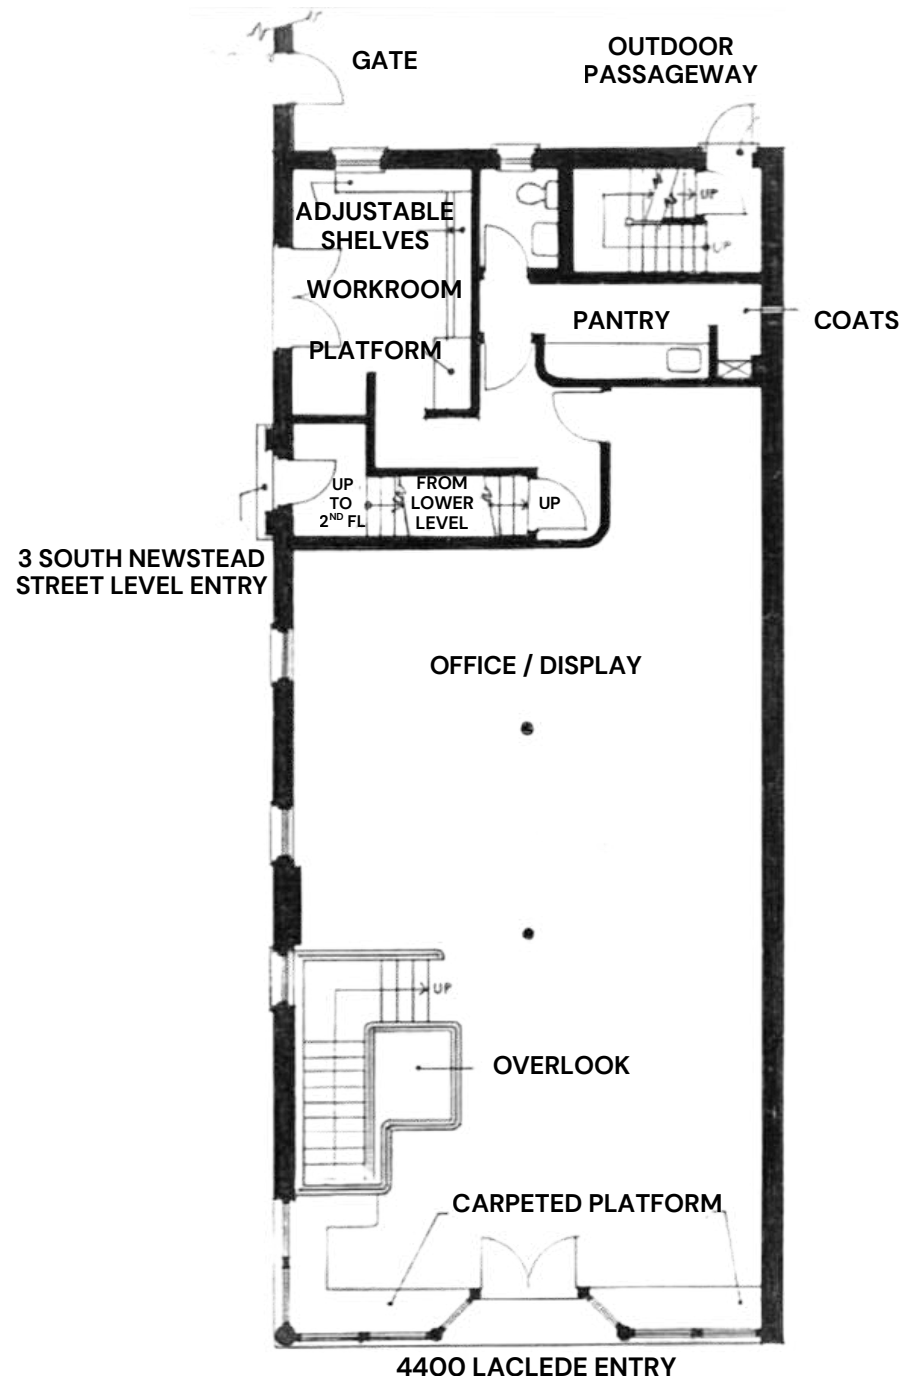 GATE
OUTDOOR
PASSAGEWAY
ADJUSTABLE
SHELVES
UP
UP
WORKROOM
PANTRY
COATS
PLATFORM
UP
TO
2ND FL
FROM
LOWER
LEVEL
UP
3 SOUTH NEWSTEAD
STREET LEVEL ENTRY
OFFICE / DISPLAY
UP
OVERLOOK
CARPETED PLATFORM
4400 LACLEDE ENTRY